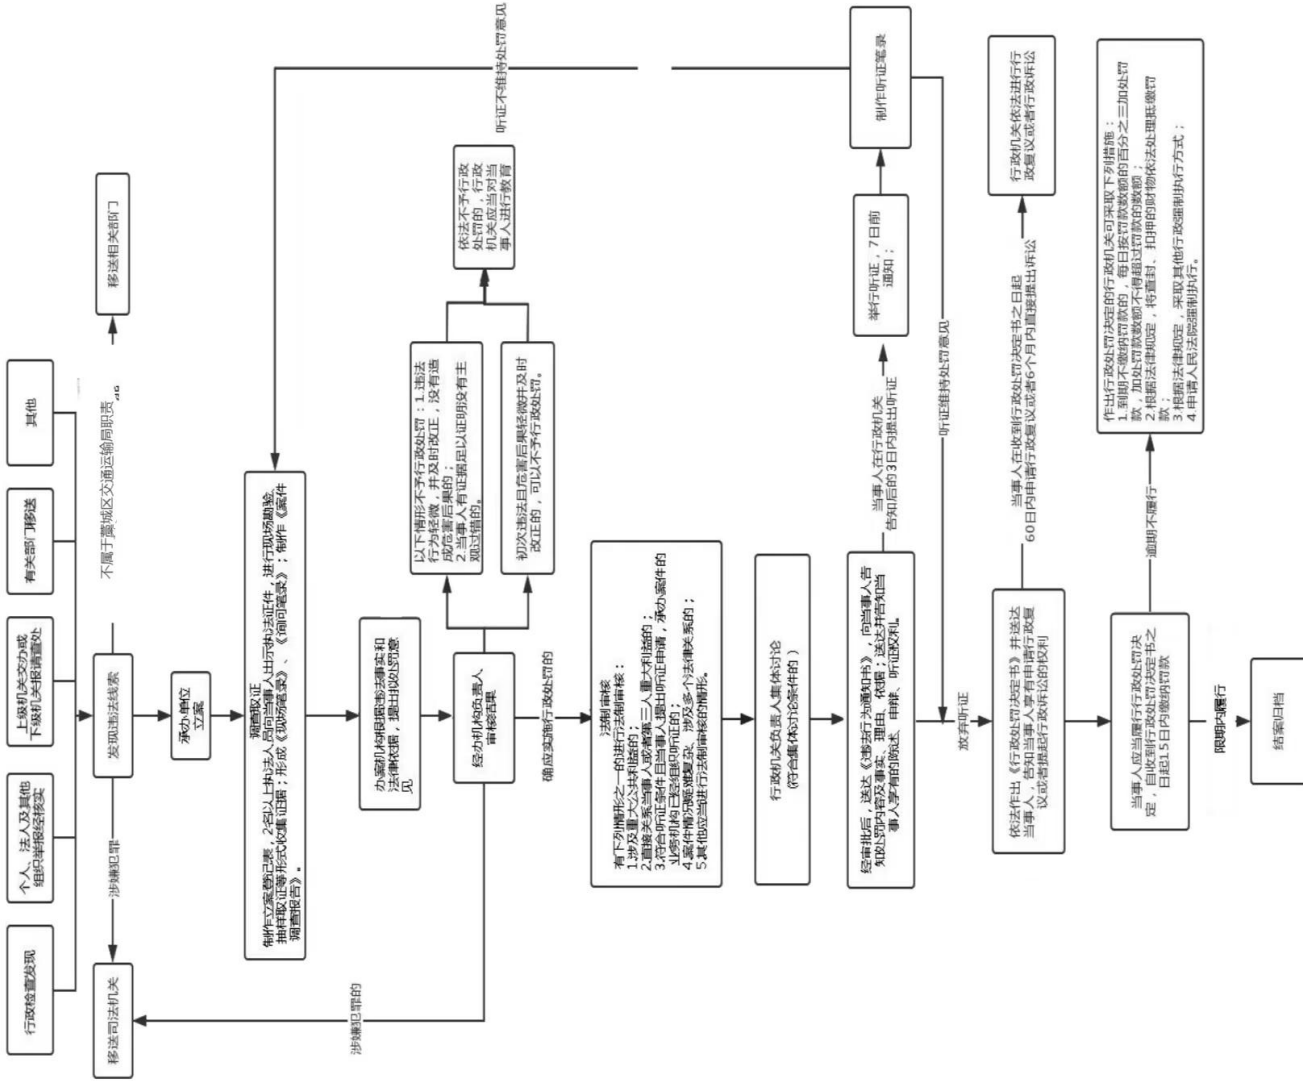 行政检查发现
个人、法人及其他
组织举报经核实
上级机关交办或
下级机关报请查处
有关部门移送
其他
移送司法机关
涉嫌犯罪
发现违法线索
不属于藁城区交通运输局职责
移送相关部门
承办单位
立案
调查取证
制作立案登记表，2名以上执法人员向当事人出示执法证件，进行现场勘验、
抽样取证等形式收集证据；形成《现场笔录》、《询问笔录》；制作《案件
调查报告》。
办案机构根据违法事实和
法律依据，提出拟处罚意
见
涉嫌犯罪的
经办机构负责人
审核结果
以下情形不予行政处罚：1.违法
行为轻微，并及时改正，没有造
成危害后果的；
2.当事人有证据足以证明没有主
观过错的。
初次违法且危害后果轻微并及时
改正的，可以不予行政处罚。
依法不予行政
处罚的，行政
机关应当对当
事人进行教育
听证不维持处罚意见
确应实施行政处罚的
法制审核
有下列情形之一的进行法制审核：
1.涉及重大公共利益的；
2.直接关系当事人或者第三人重大利益的；
3.符合听证条件且当事人提出听证申请，承办案件的
业务机构已经组织听证的；
4.案件情况疑难复杂、涉及多个法律关系的；
5.其他应当进行法制审核的情形。
行政机关负责人集体讨论
(符合集体讨论条件的）
经审批后，送达《违法行为通知书》，向当事人告
知处罚内容及事实、理由、依据；送达并告知当
事人享有的陈述、申辩、听证权利。
当事人在行政机关
告知后的3日内提出听证
举行听证，7日前
通知；
制作听证笔录
听证维持处罚意见
放弃听证
依法作出《行政处罚决定书》并送达
当事人，告知当事人享有申请行政复
议或者提起行政诉讼的权利
当事人在收到行政处罚决定书之日起
60日内申请行政复议或者6个月内直接提出诉讼
行政机关依法进行行
政复议或者行政诉讼
当事人应当履行行政处罚决
定，自收到行政处罚决定书之
日起15日内缴纳罚款
逾期不履行
作出行政处罚决定的行政机关可采取下列措施：
1.到期不缴纳罚款的，每日按罚款数额的百分之三加处罚
款，加处罚款数额不得超过罚款的数额；
2.根据法律规定，将查封、扣押的财物依法处理抵缴罚
款；
3.根据法律规定，采取其他行政强制执行方式；
4.申请人民法院强制执行。
限期内履行
结案归档